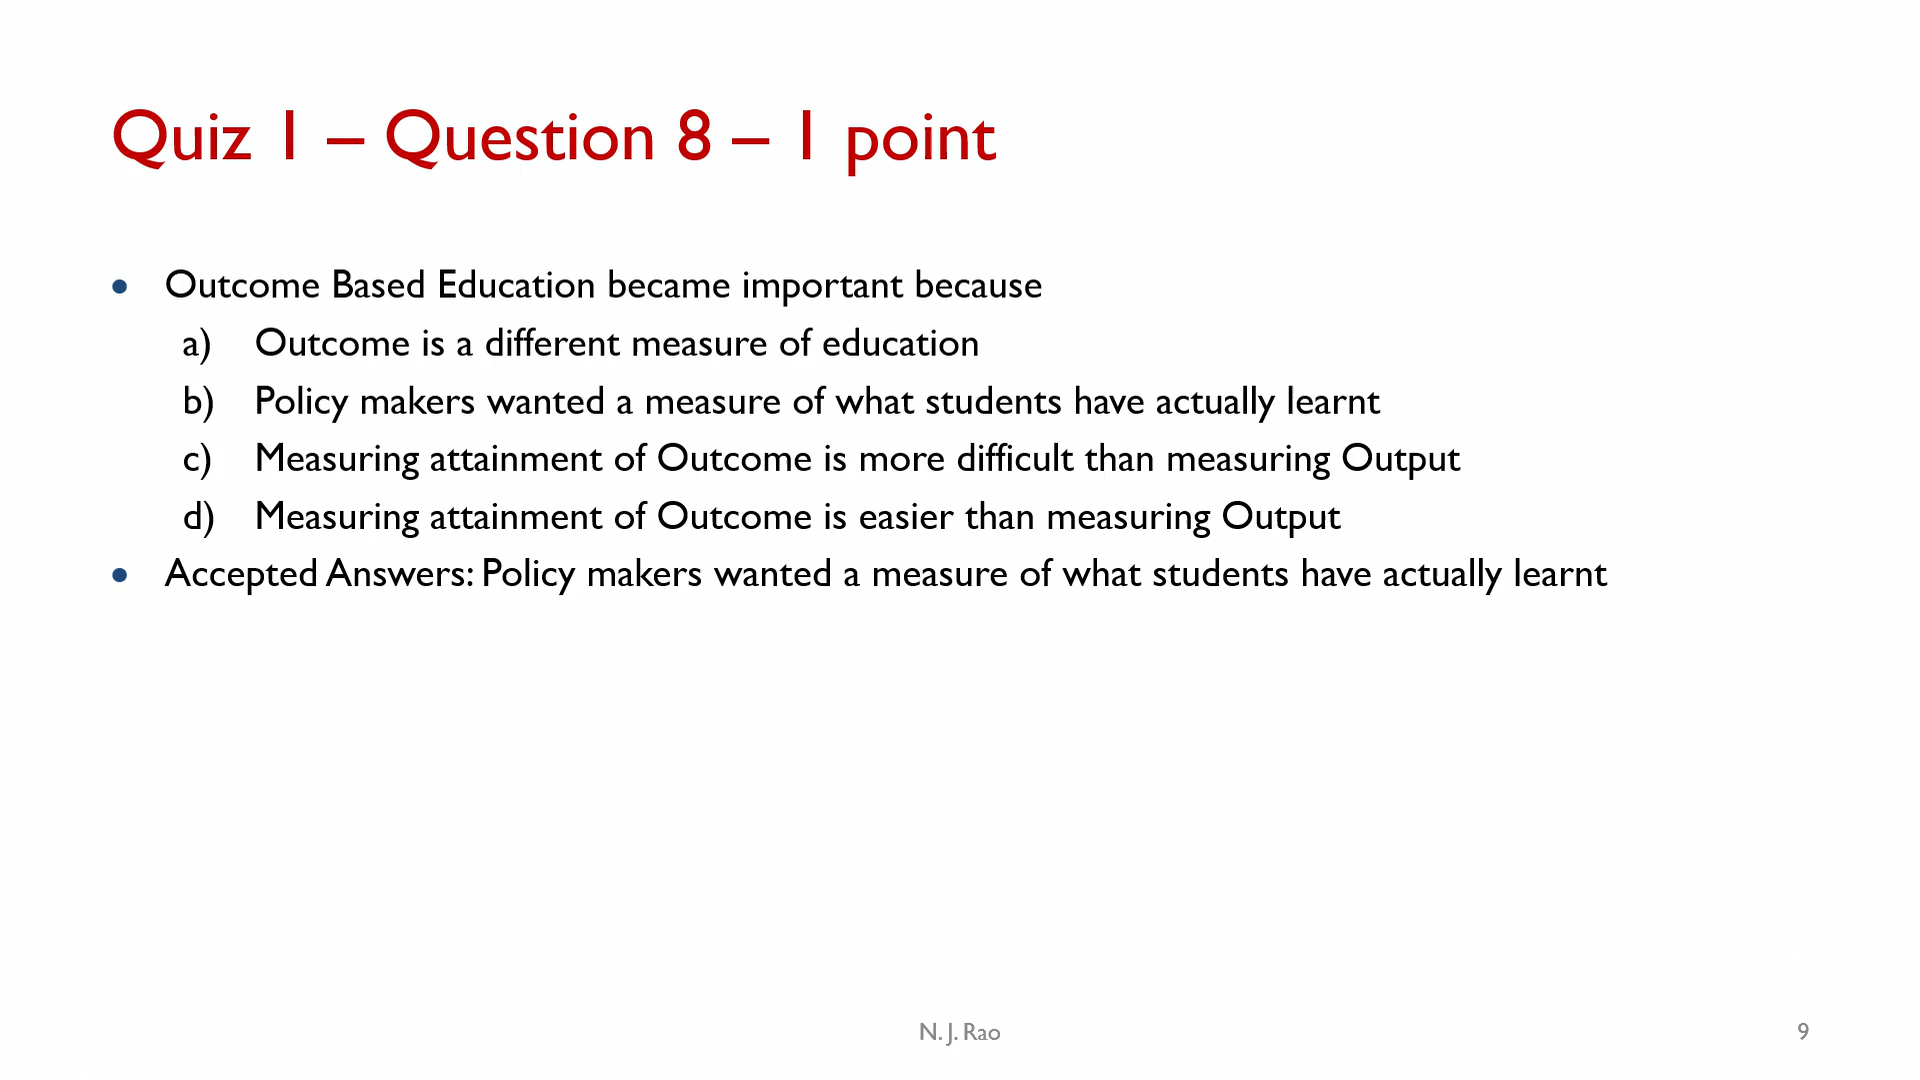 Quiz 1 – Question 8 – 1 point
• Outcome Based Education became important because
a) Outcome is a different measure of education
b) Policy makers wanted a measure of what students have actually learnt
c) Measuring attainment of Outcome is more difficult than measuring Output
d) Measuring attainment of Outcome is easier than measuring Output
• Accepted Answers: Policy makers wanted a measure of what students have actually learnt
N. J. Rao
9